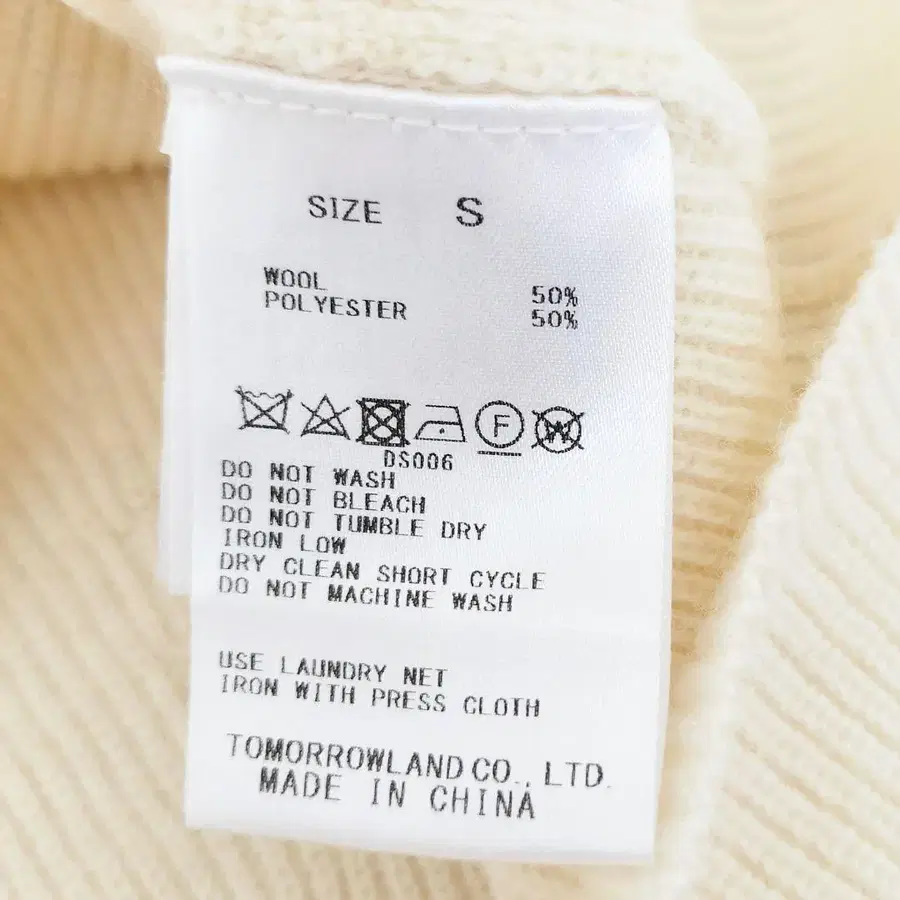 SIZE S
WOOL 50%
POLYESTER 50%
F W
DS006
DO NOT WASH
DO NOT BLEACH
DO NOT TUMBLE DRY
IRON LOW
DRY CLEAN SHORT CYCLE
DO NOT MACHINE WASH
USE LAUNDRY NET
IRON WITH PRESS CLOTH
TOMORROWLAND CO., LTD.
MADE IN CHINA